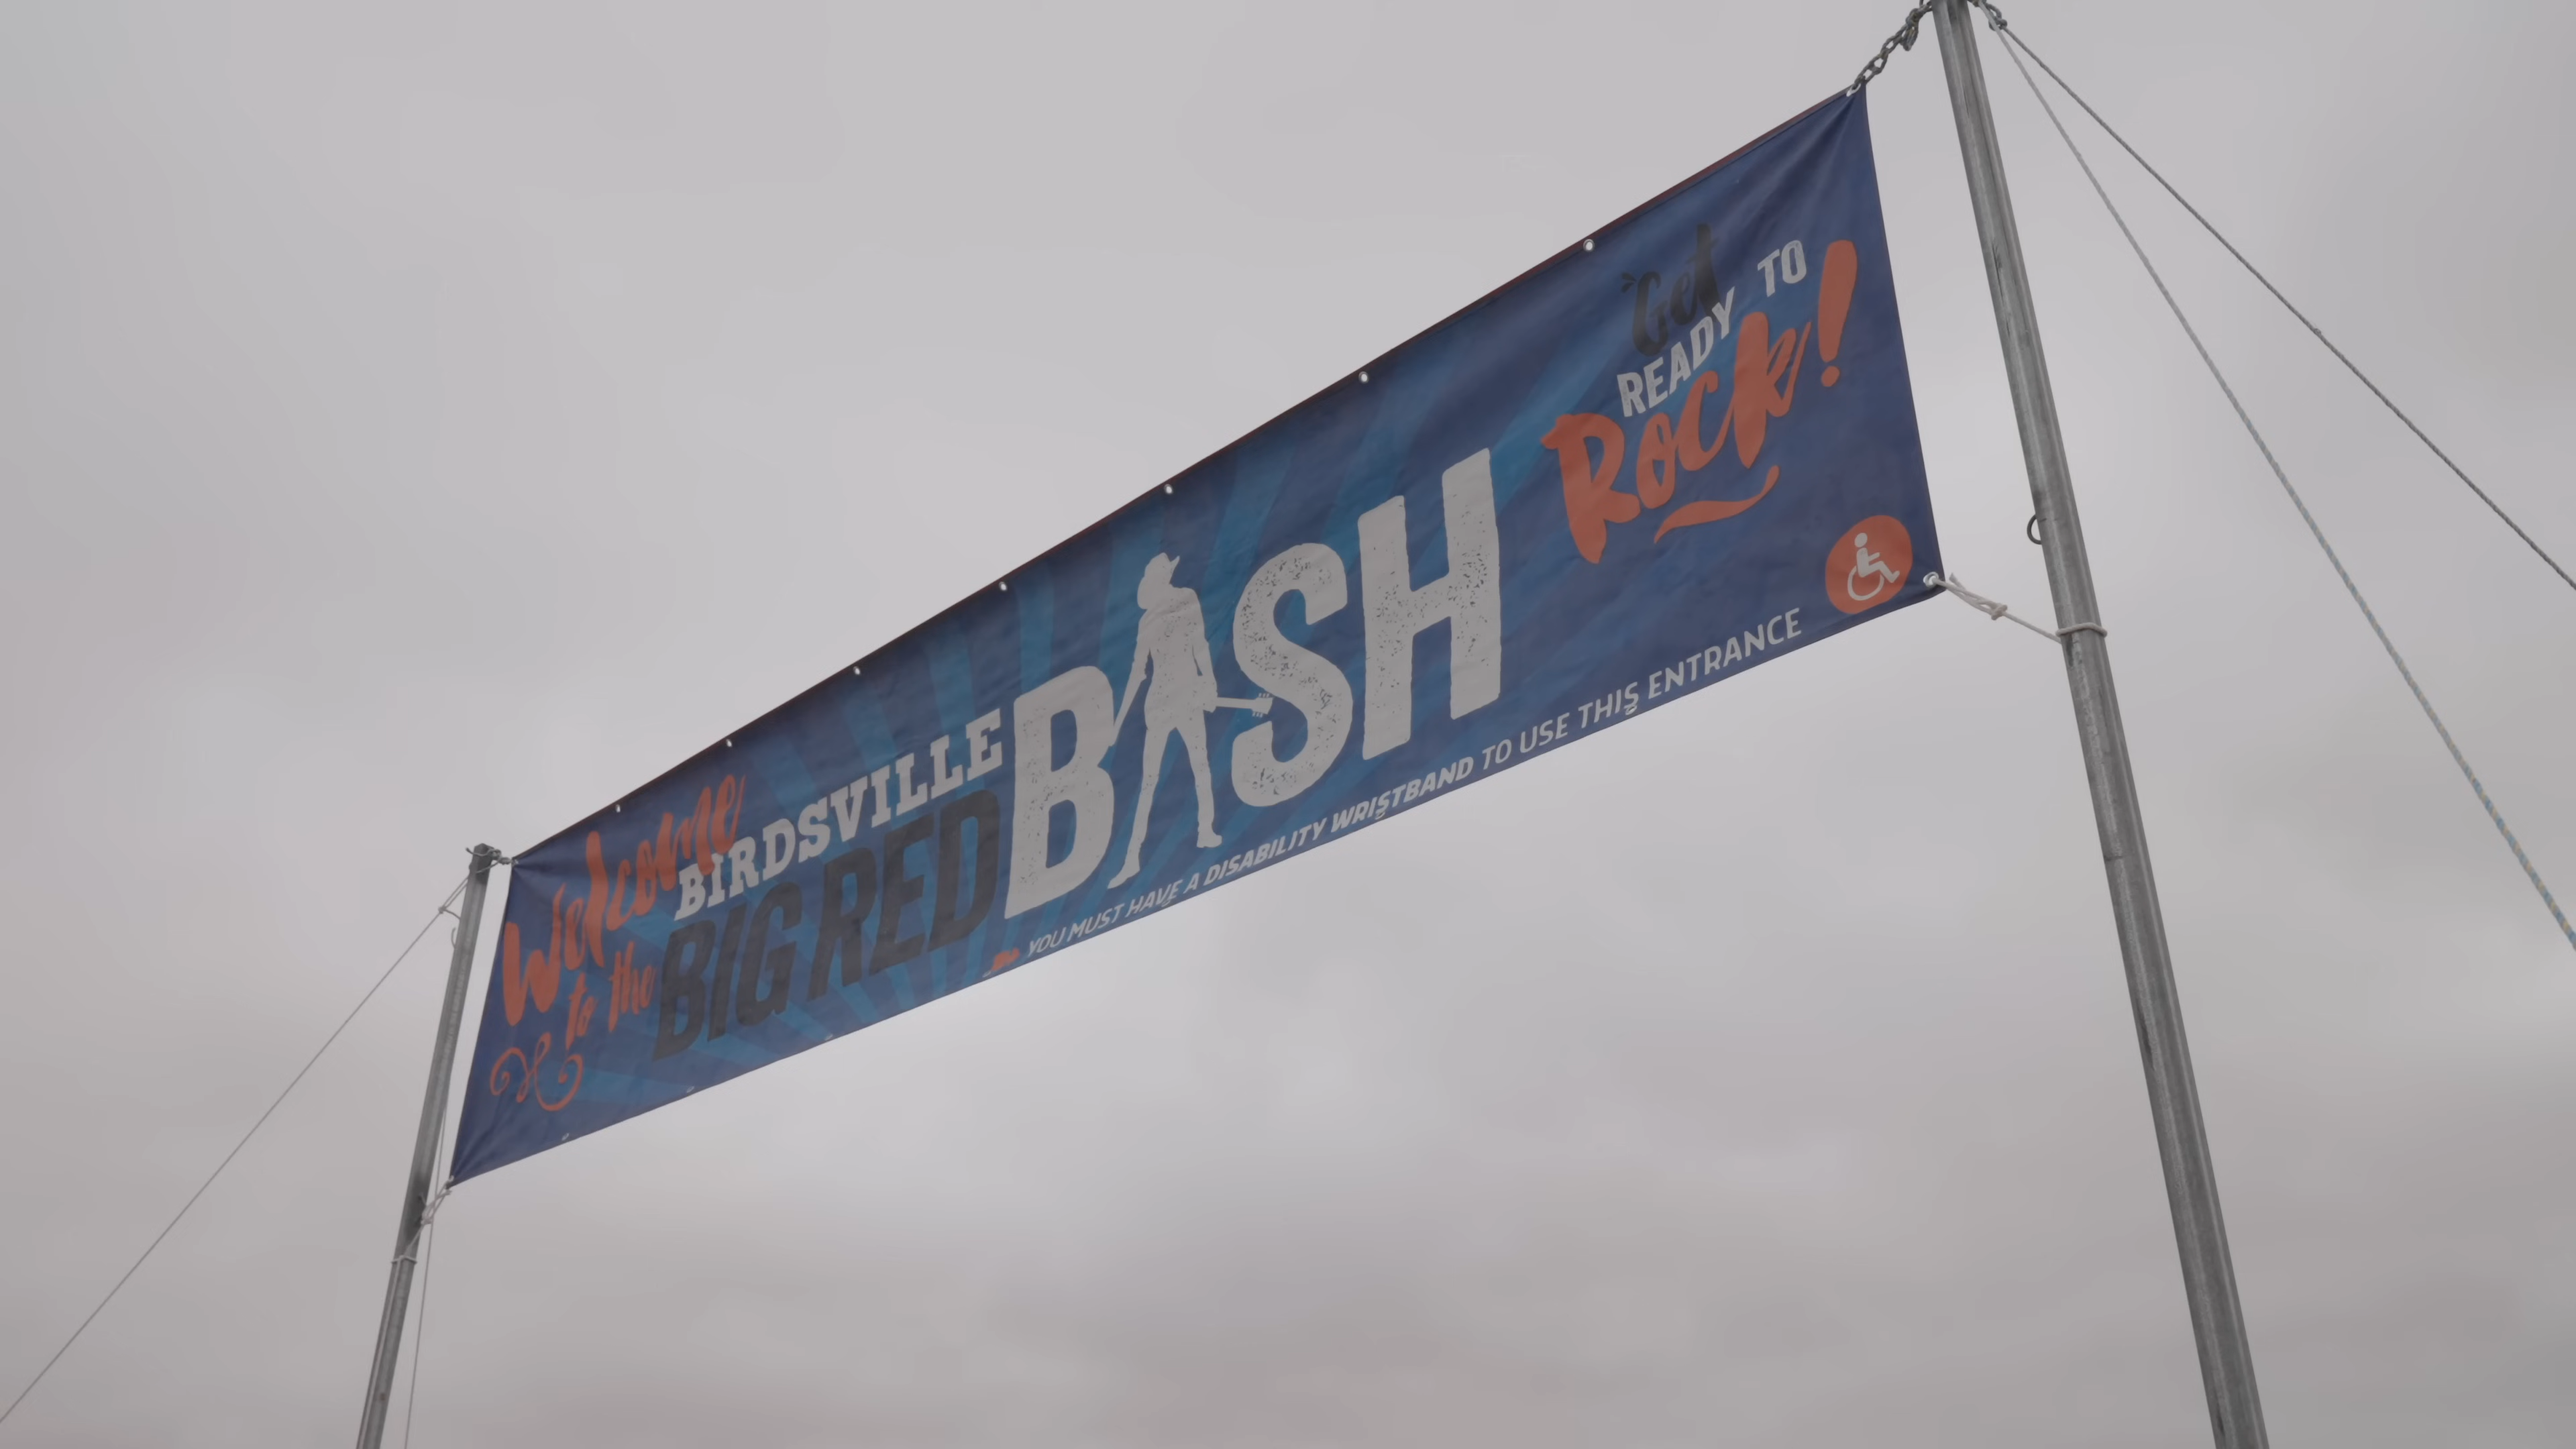 Welcome
to the
BIRDSVILLE
BIG RED
BASH
Get
READY TO
Rock!
YOU MUST HAVE A DISABILITY WRISTBAND TO USE THIS ENTRANCE